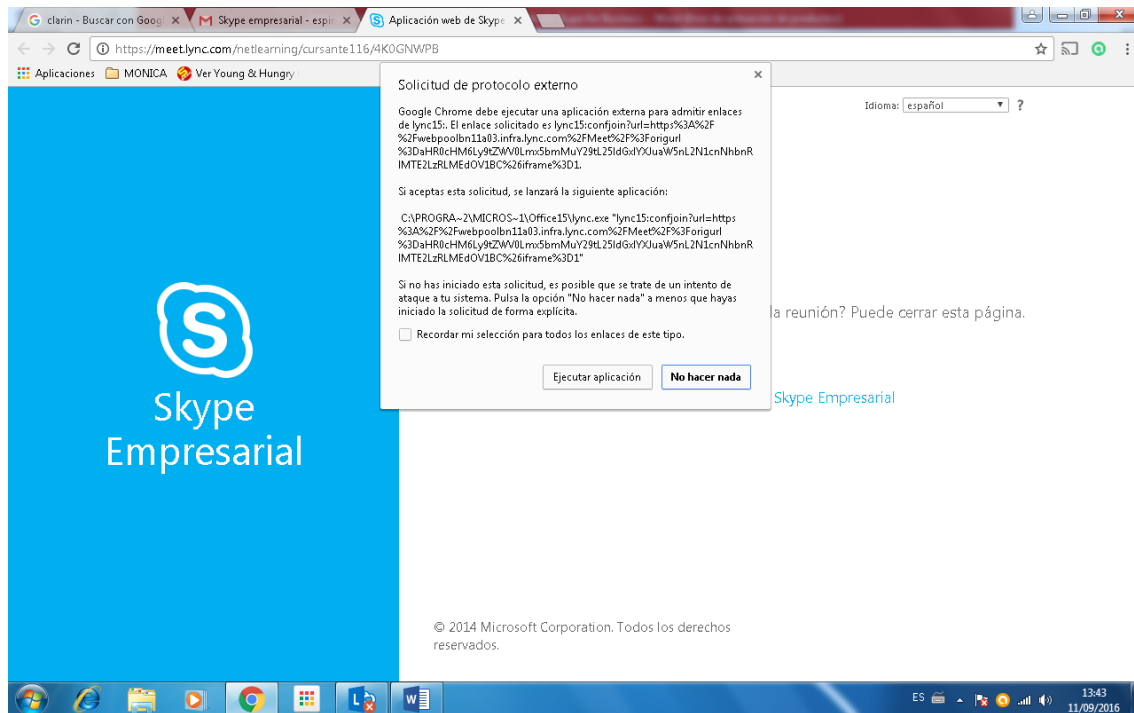 clarin - Buscar con Googl
Skype empresarial - espin
Aplicación web de Skype
https://meet.lync.com/netlearning/cursante116/4K0GNWPB
Aplicaciones
MONICA
Ver Young & Hungry
Solicitud de protocolo externo
Google Chrome debe ejecutar una aplicación externa para admitir enlaces
de lync15:. El enlace solicitado es lync15:confjoin?url=https%3A%2F
%2Fwebpoolbn11a03.infra.lync.com%2FMeet%2F%3Forigurl
%3DaHR0cHM6Ly9tZWV0Lmx5bmMuY29tL25ldGxlYXJuaW5nL2N1cnNhbnR
lMTE2LzRLMEdOV1BC%26iframe%3D1.
Si aceptas esta solicitud, se lanzará la siguiente aplicación:
C:\PROGRA~2\MICROS~1\Office15\lync.exe "lync15:confjoin?url=https
%3A%2F%2Fwebpoolbn11a03.infra.lync.com%2FMeet%2F%3Forigurl
%3DaHR0cHM6Ly9tZWV0Lmx5bmMuY29tL25ldGxlYXJuaW5nL2N1cnNhbnR
lMTE2LzRLMEdOV1BC%26iframe%3D1"
Si no has iniciado esta solicitud, es posible que se trate de un intento de
ataque a tu sistema. Pulsa la opción "No hacer nada" a menos que hayas
iniciado la solicitud de forma explícita.
Recordar mi selección para todos los enlaces de este tipo.
Ejecutar aplicación
No hacer nada
Idioma: español ?
la reunión? Puede cerrar esta página.
Skype Empresarial
Skype
Empresarial
© 2014 Microsoft Corporation. Todos los derechos
reservados.
ES
13:43
11/09/2016